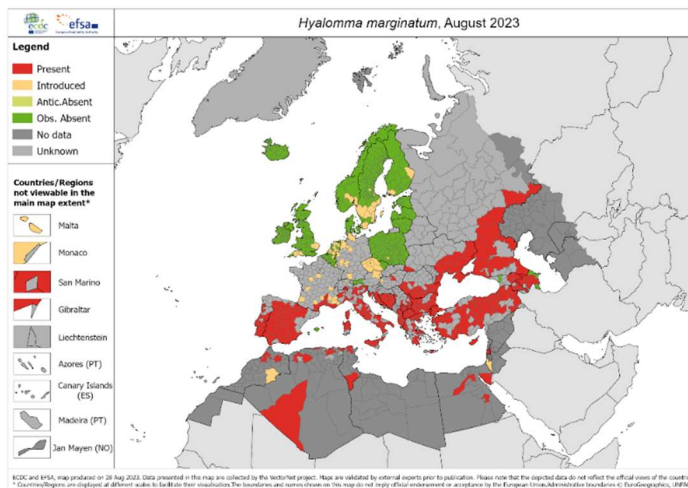 ecdc
efsa
Hyalomma marginatum, August 2023
Legend
Present
Introduced
Antic.Absent
Obs. Absent
No data
Unknown
Countries/Regions
not viewable in the
main map extent*
Malta
Monaco
San Marino
Gibraltar
Liechtenstein
Azores (PT)
Canary Islands
(ES)
Madeira (PT)
Jan Mayen (NO)
ECDC and EFSA, map produced on 28 Aug 2023. Data presented in this map are collected by the VectorNet project. Maps are validated by external experts prior to publication. Please note that the depicted data do not reflect the official views of the countr
* Countries/Regions are displayed at different scales to facilitate their visualisation. The boundaries and names shown on this map do not imply official endorsement or acceptance by the European Union. Administrative boundaries © EuroGeographics, UNFN